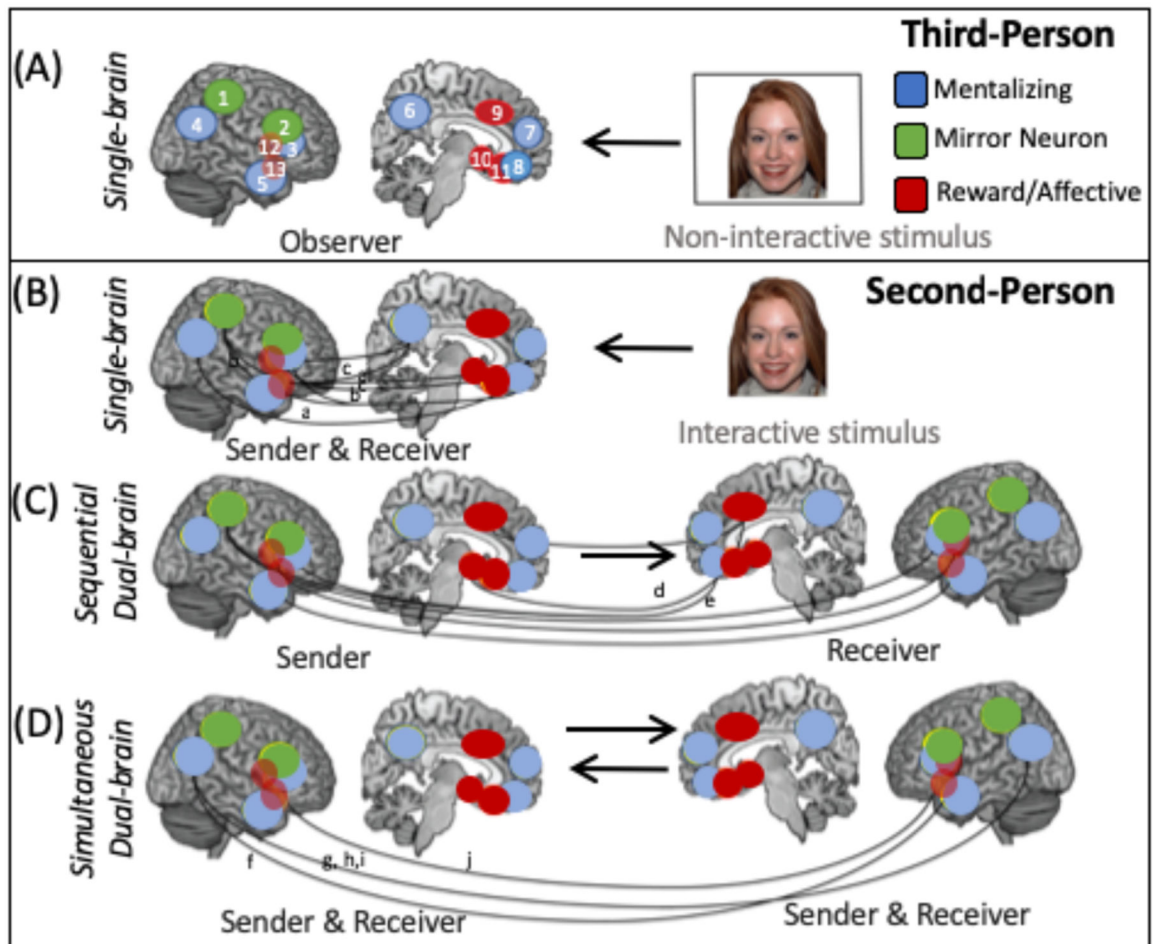 Third-Person
(A)
Single-brain
Mentalizing
Mirror Neuron
Reward/Affective
1
2
3
4
5
12
13
6
7
8
9
10
11
Observer
Non-interactive stimulus
(B)
Single-brain
Second-Person
b
c
b
a
Sender & Receiver
Interactive stimulus
(C)
Sequential
Dual-brain
d
e
Sender
Receiver
(D)
Simultaneous
Dual-brain
f
g, h,i
j
Sender & Receiver
Sender & Receiver